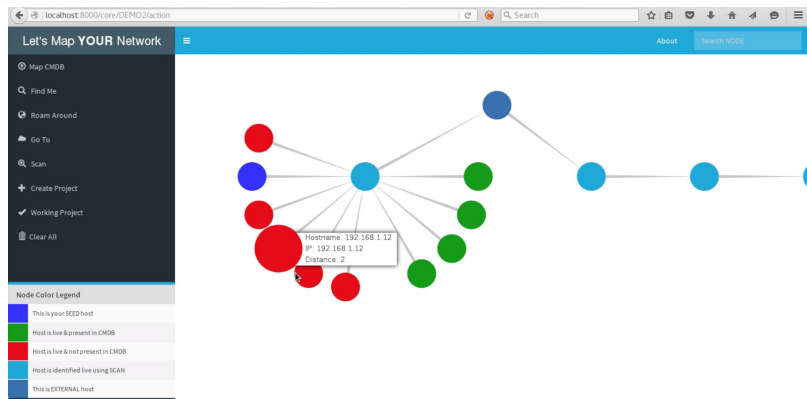 localhost:8000/core/DEMO2/action
Search
Let's Map YOUR Network
About
Search NODE
Map CMDB
Find Me
Roam Around
Go To
Scan
Create Project
Working Project
Clear All
Hostname: 192.168.1.12
IP: 192.168.1.12
Distance: 2
Node Color Legend
This is your SEED host
Host is live & present in CMDB
Host is live & not present in CMDB
Host is identified live using SCAN
This is EXTERNAL host